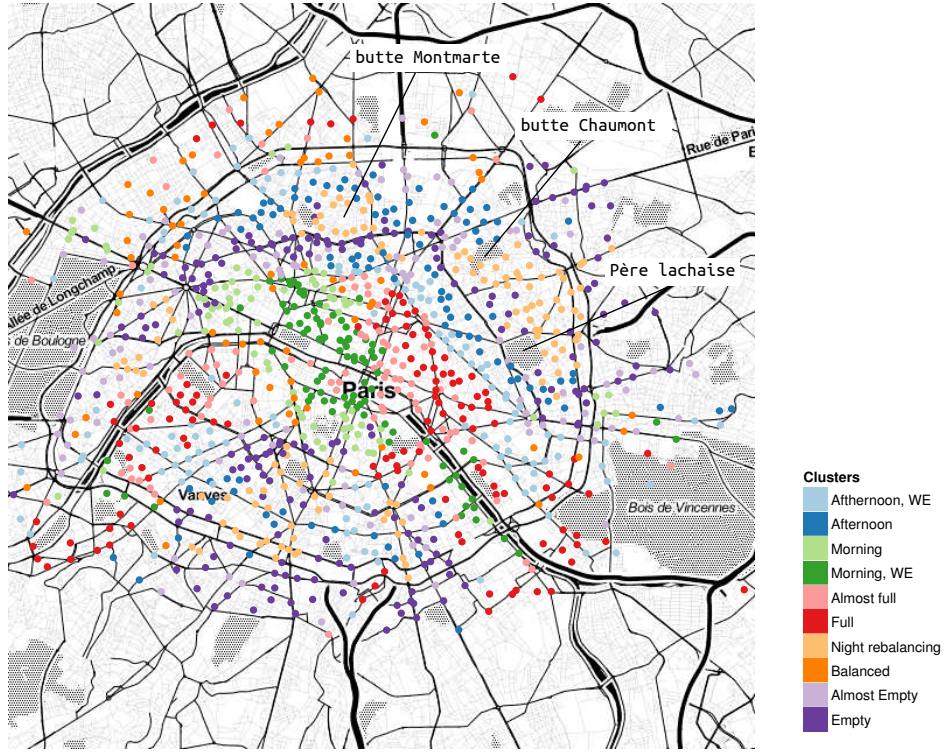 butte Montmarte
butte Chaumont
Rue de Pari
E
Père lachaise
Allée de Longchamp
s de Boulogne
Paris
Vanves
Bois de Vincennes
Clusters
Afthernoon, WE
Afternoon
Morning
Morning, WE
Almost full
Full
Night rebalancing
Balanced
Almost Empty
Empty